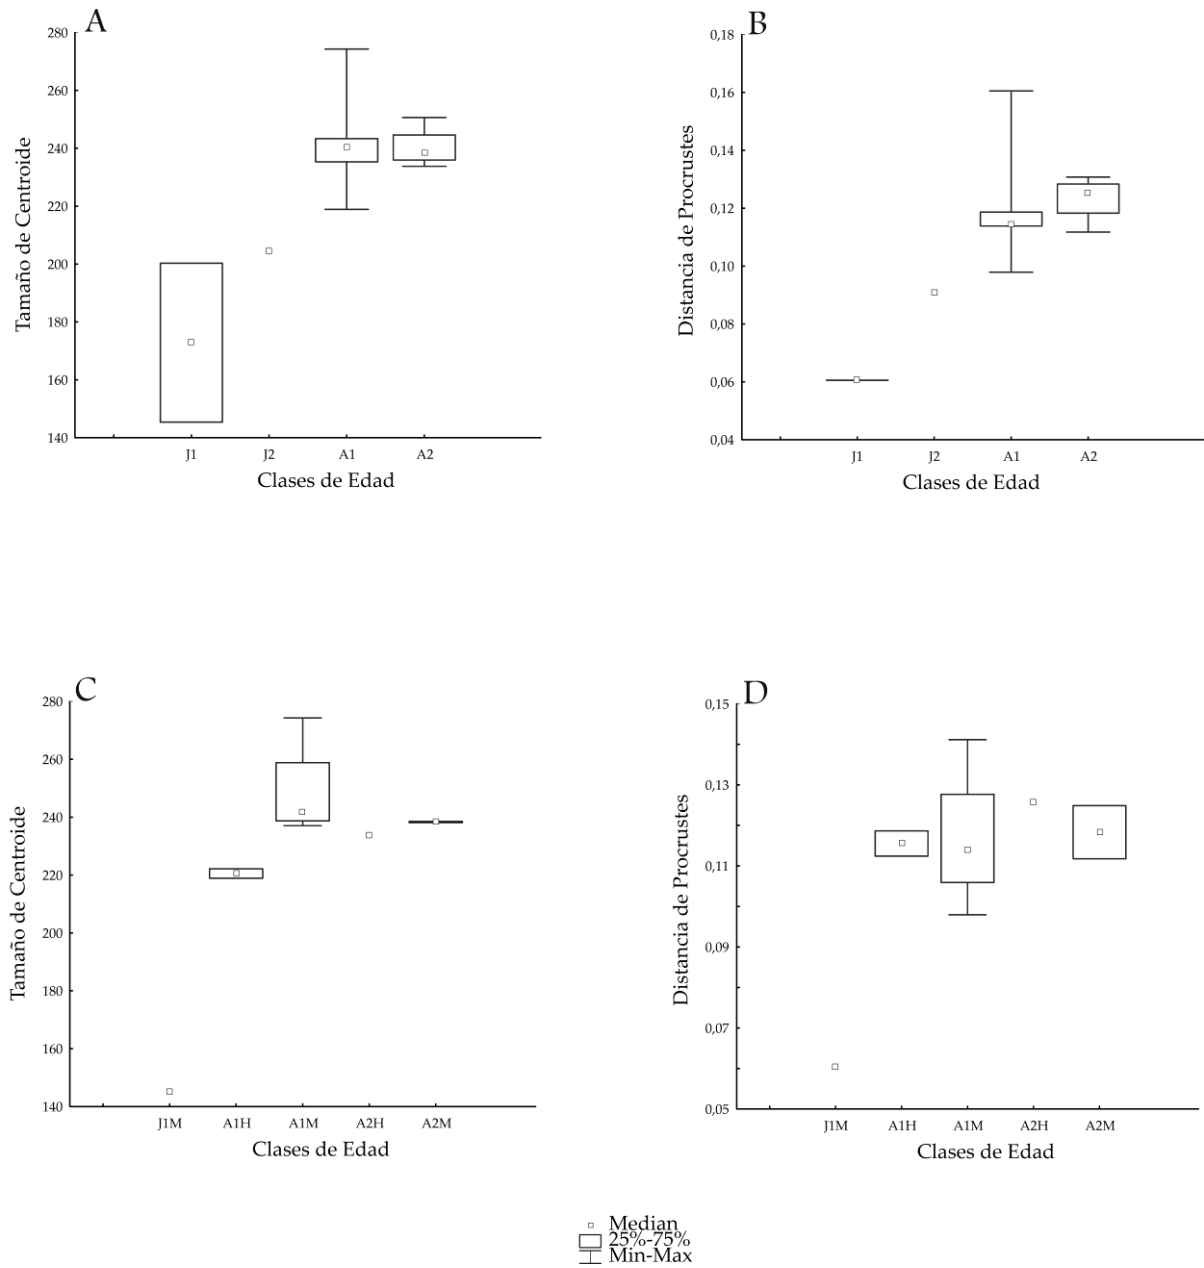 A
280
260
240
220
200
180
160
140
Tamaño de Centroide
J1 J2 A1 A2
Clases de Edad
B
0,18
0,16
0,14
0,12
0,10
0,08
0,06
0,04
Distancia de Procrustes
J1 J2 A1 A2
Clases de Edad
C
280
260
240
220
200
180
160
140
Tamaño de Centroide
J1M A1H A1M A2H A2M
Clases de Edad
D
0,15
0,13
0,11
0,09
0,07
0,05
Distancia de Procrustes
J1M A1H A1M A2H A2M
Clases de Edad
Median
25%-75%
Min-Max